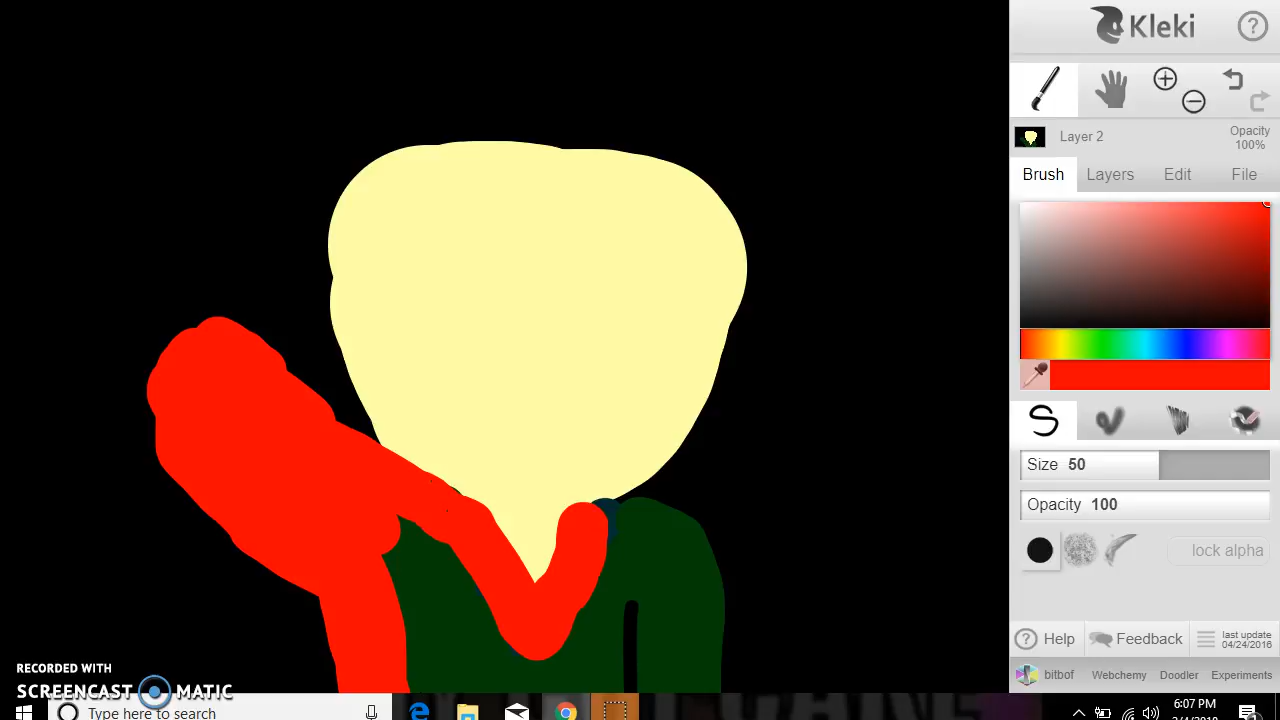 Kleki
?
Layer 2
Opacity
100%
Brush Layers Edit File
Size 50
Opacity 100
lock alpha
? Help Feedback last update
04/24/2016
bitbof Webchemy Doodler Experiments
RECORDED WITH
SCREENCAST MATIC
Type here to search
6:07 PM